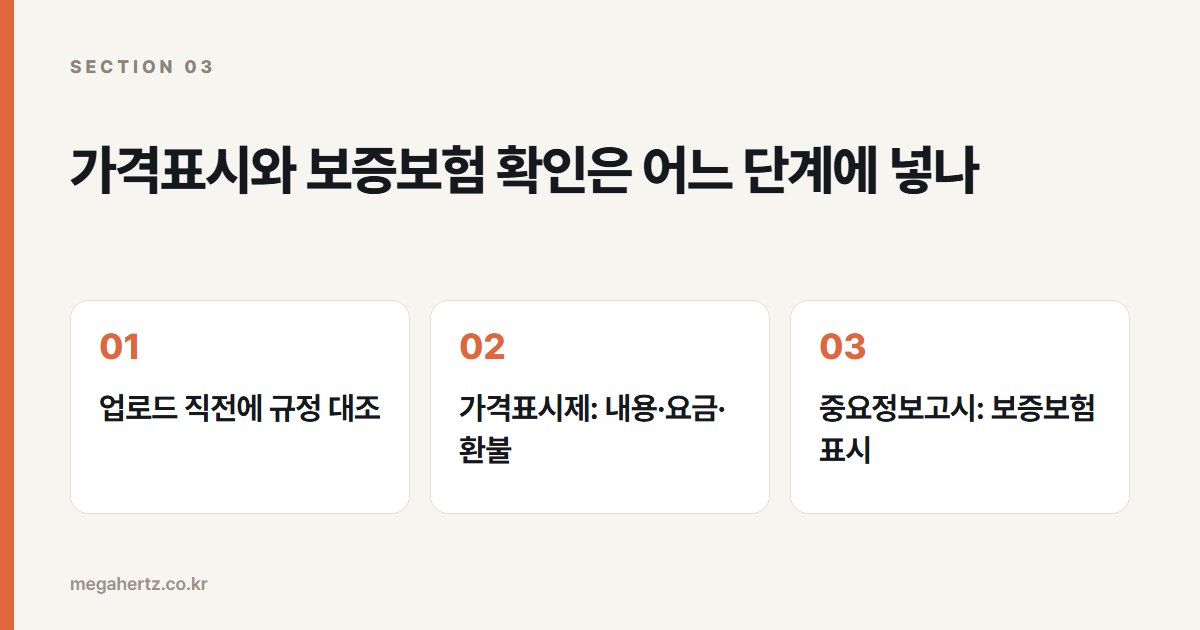 SECTION 03
가격표시와 보증보험 확인은 어느 단계에 넣나
01
업로드 직전에 규정 대조
02
가격표시제: 내용·요금·
환불
03
중요정보고시: 보증보험
표시
megahertz.co.kr